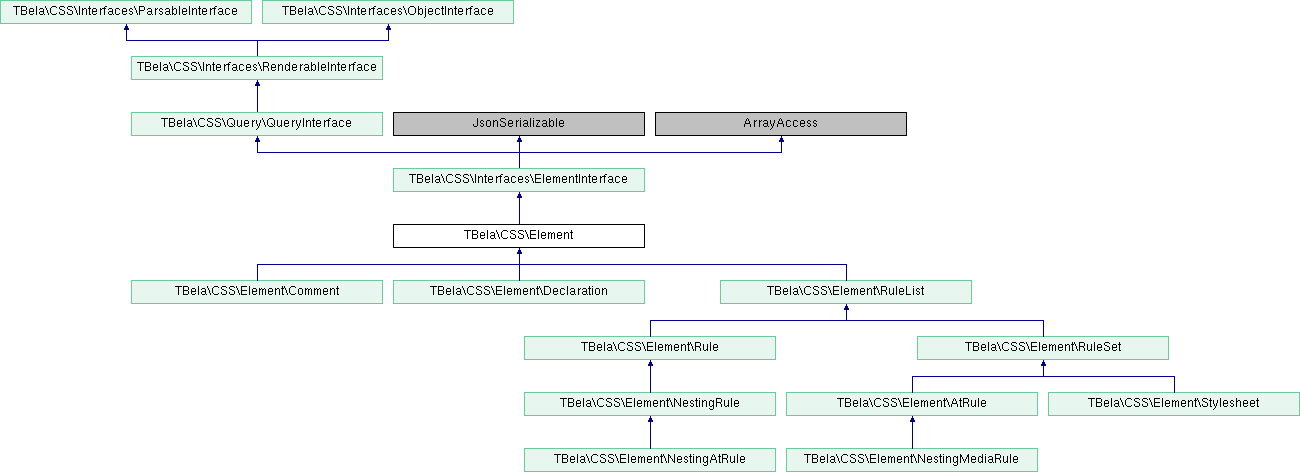 TBela\CSS\Interfaces\ParsableInterface
TBela\CSS\Interfaces\ObjectInterface
TBela\CSS\Interfaces\RenderableInterface
TBela\CSS\Query\QueryInterface
JsonSerializable
ArrayAccess
TBela\CSS\Interfaces\ElementInterface
TBela\CSS\Element
TBela\CSS\Element\Comment
TBela\CSS\Element\Declaration
TBela\CSS\Element\RuleList
TBela\CSS\Element\Rule
TBela\CSS\Element\RuleSet
TBela\CSS\Element\NestingRule
TBela\CSS\Element\AtRule
TBela\CSS\Element\Stylesheet
TBela\CSS\Element\NestingAtRule
TBela\CSS\Element\NestingMediaRule